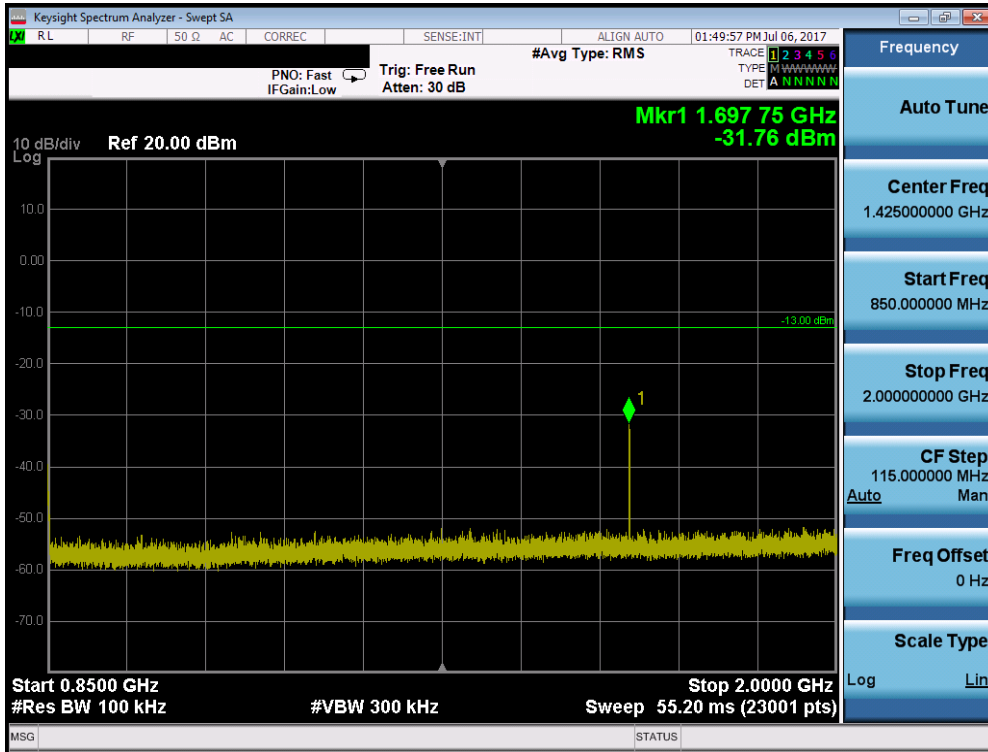 Keysight Spectrum Analyzer - Swept SA
LXI RL RF 50 Ω AC CORREC SENSE:INT ALIGN AUTO 01:49:57 PM Jul 06, 2017
PNO: Fast
IFGain:Low
Trig: Free Run
Atten: 30 dB
#Avg Type: RMS
TRACE 1 2 3 4 5 6
TYPE M WWWWW
DET A N N N N N
Mkr1 1.697 75 GHz
-31.76 dBm
10 dB/div Ref 20.00 dBm
Log
10.0
0.00
-10.0
-13.00 dBm
-20.0
-30.0
1
-40.0
-50.0
-60.0
-70.0
Start 0.8500 GHz Stop 2.0000 GHz
#Res BW 100 kHz #VBW 300 kHz Sweep 55.20 ms (23001 pts)
MSG STATUS
Frequency
Auto Tune
Center Freq
1.425000000 GHz
Start Freq
850.000000 MHz
Stop Freq
2.000000000 GHz
CF Step
115.000000 MHz
Auto Man
Freq Offset
0 Hz
Scale Type
Log Lin